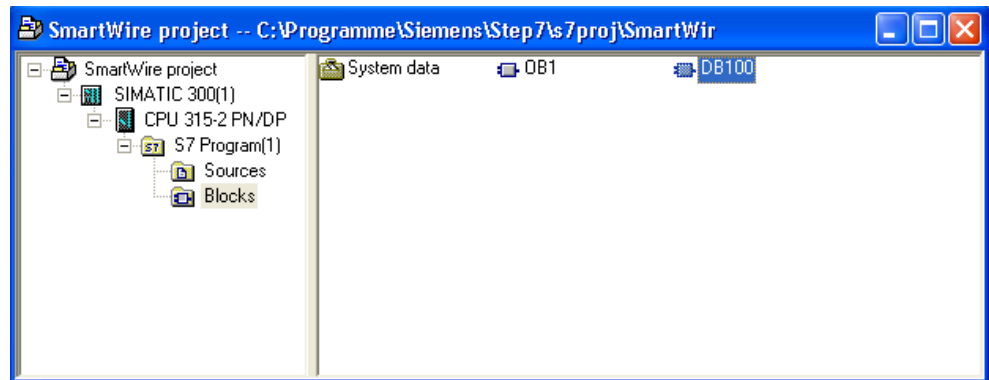 SmartWire project -- C:\Programme\Siemens\Step7\s7proj\SmartWir
SmartWire project
SIMATIC 300(1)
CPU 315-2 PN/DP
S7 Program(1)
Sources
Blocks
System data OB1 DB100